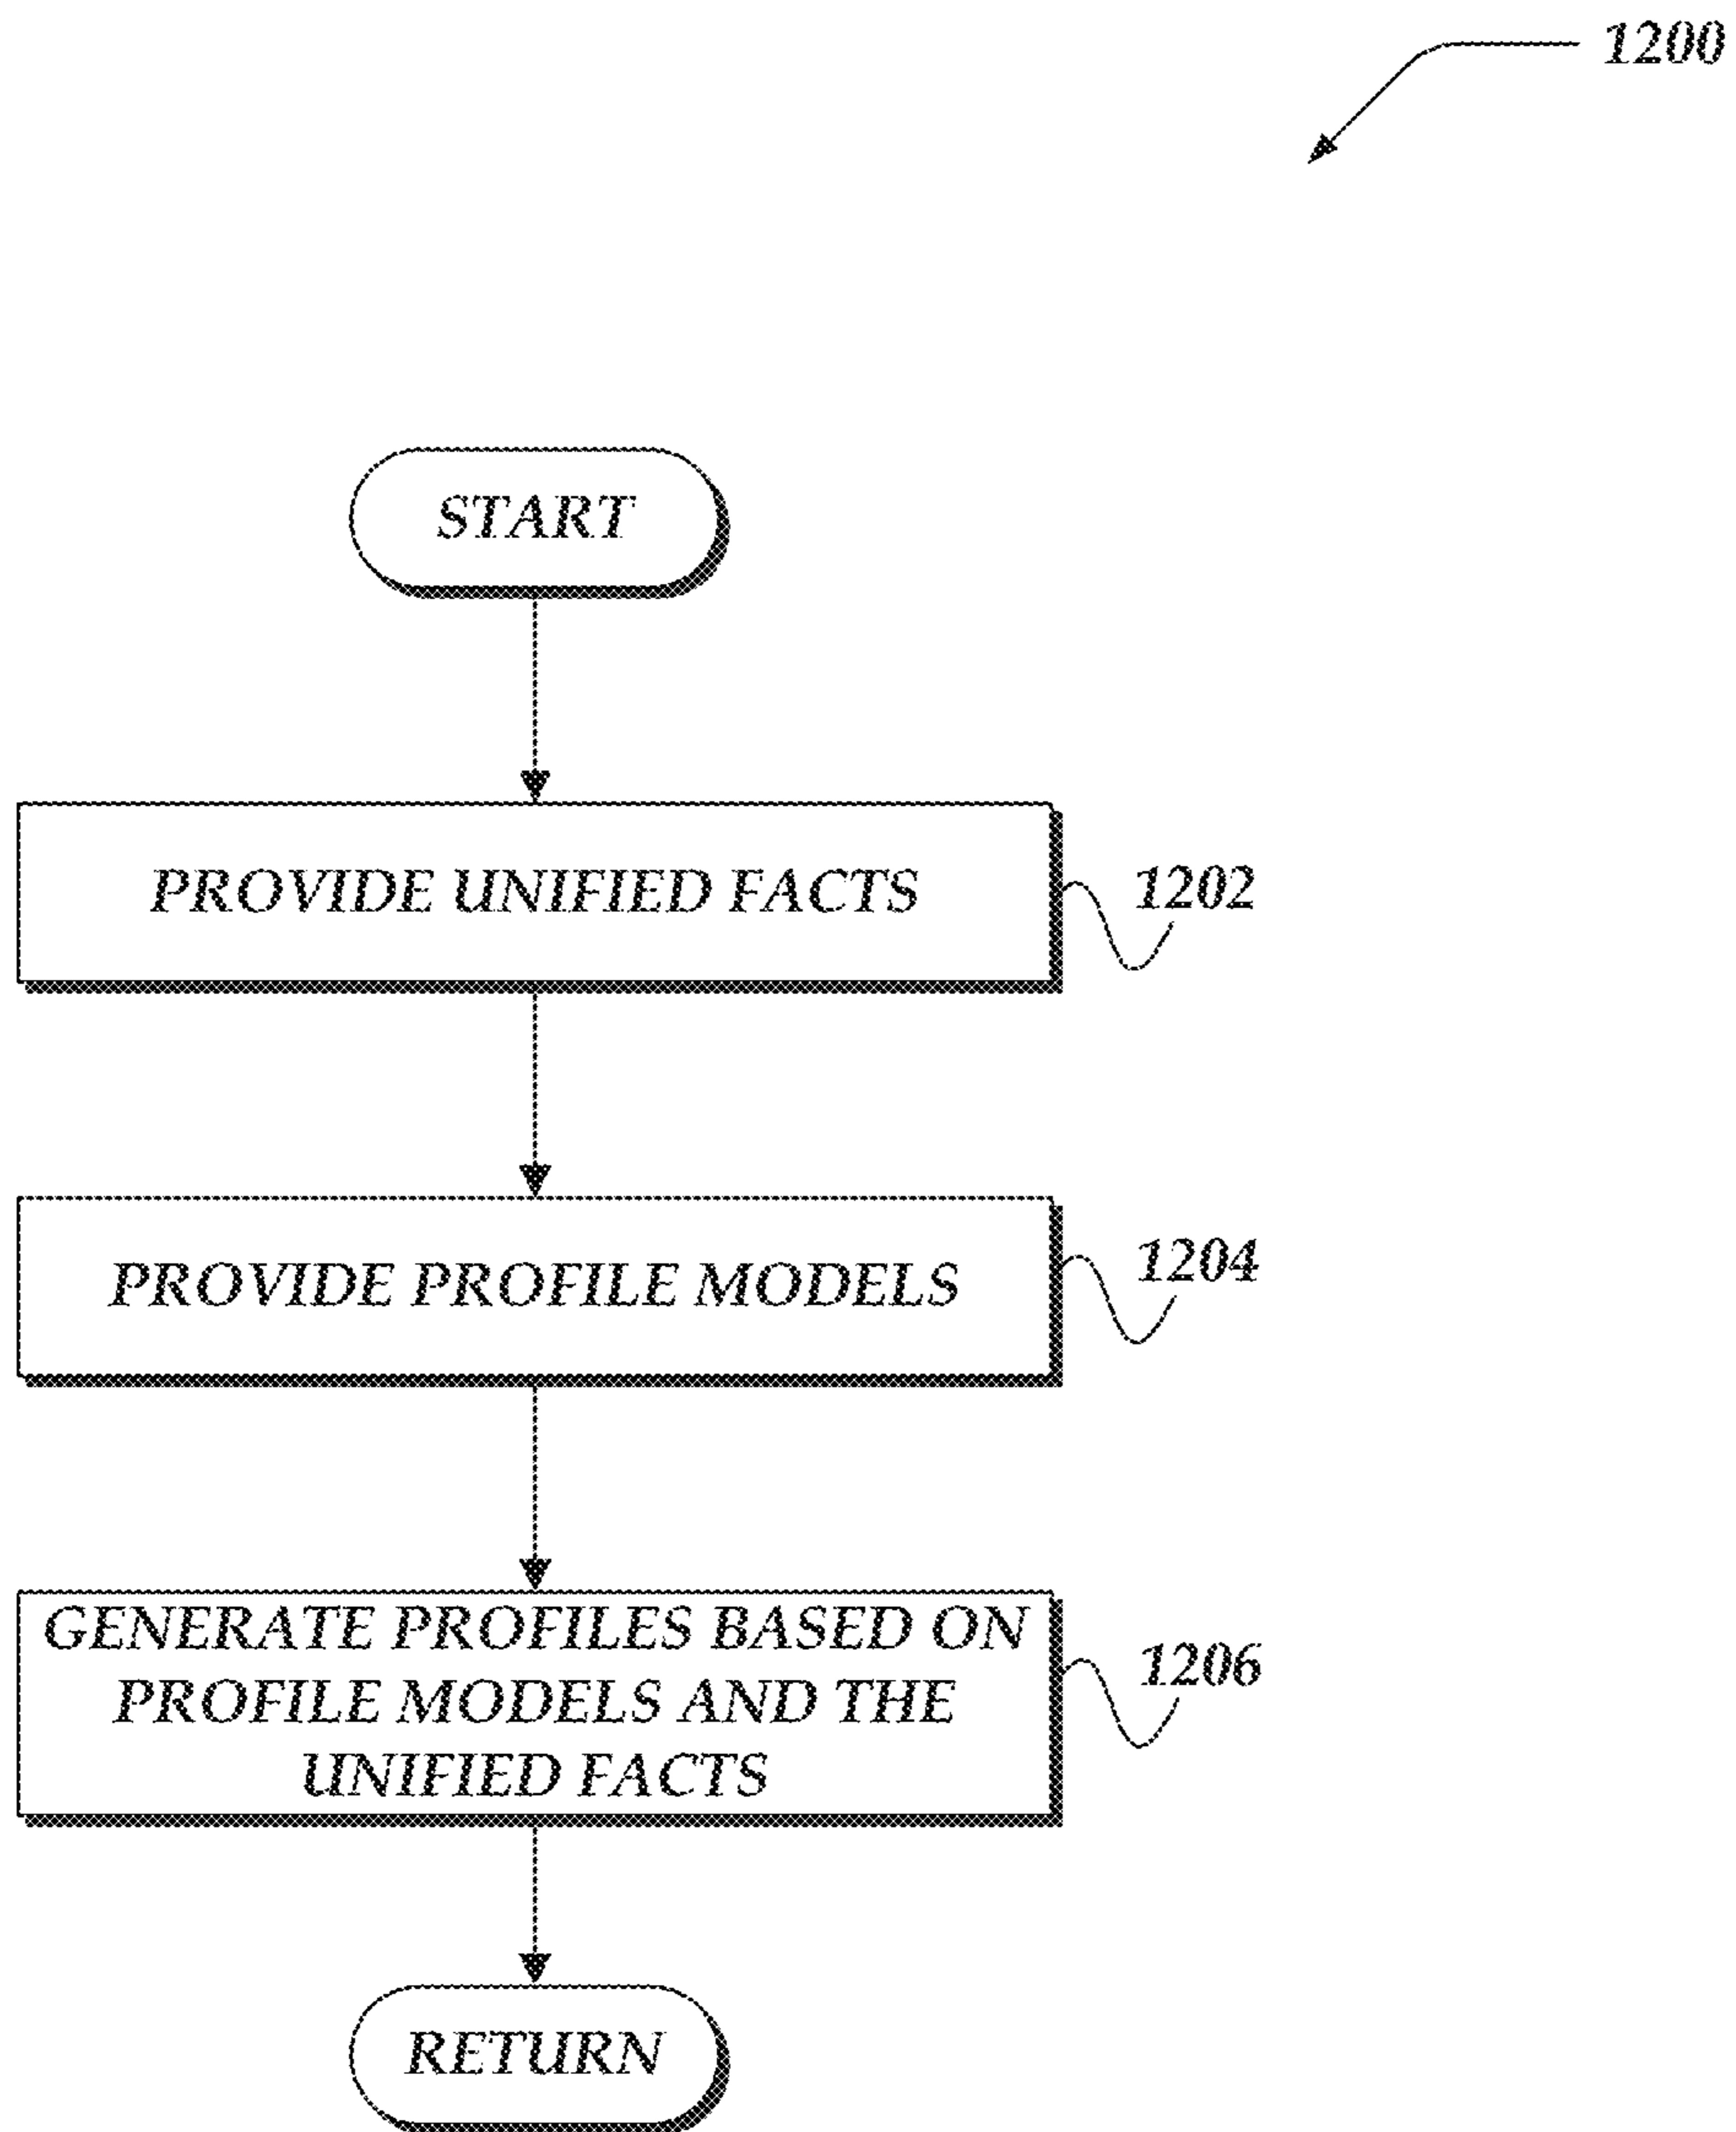 1200
START
PROVIDE UNIFIED FACTS
1202
PROVIDE PROFILE MODELS
1204
GENERATE PROFILES BASED ON
PROFILE MODELS AND THE
UNIFIED FACTS
1206
RETURN